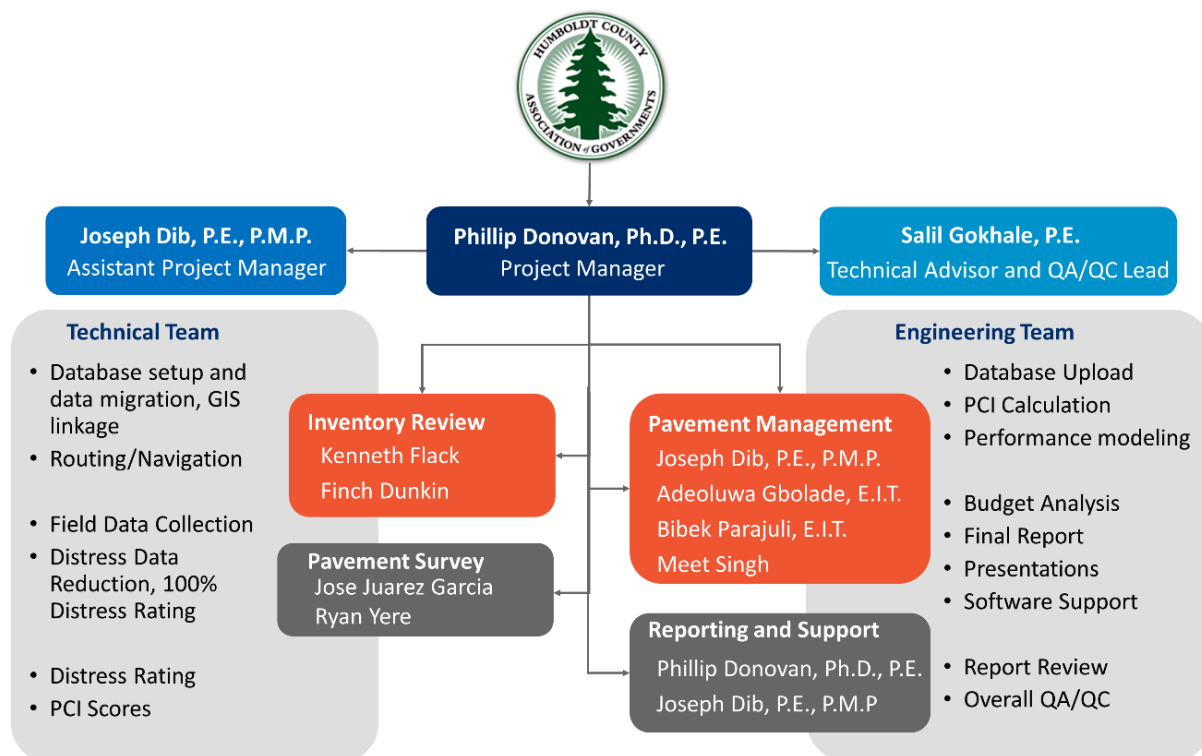 HUMBOLDT COUNTY
ASSOCIATION of GOVERNMENTS
Joseph Dib, P.E., P.M.P.
Assistant Project Manager
Phillip Donovan, Ph.D., P.E.
Project Manager
Salil Gokhale, P.E.
Technical Advisor and QA/QC Lead
Technical Team
• Database setup and
data migration, GIS
linkage
• Routing/Navigation
• Field Data Collection
• Distress Data
Reduction, 100%
Distress Rating
• Distress Rating
• PCI Scores
Inventory Review
Kenneth Flack
Finch Dunkin
Pavement Survey
Jose Juarez Garcia
Ryan Yere
Pavement Management
Joseph Dib, P.E., P.M.P.
Adeoluwa Gbolade, E.I.T.
Bibek Parajuli, E.I.T.
Meet Singh
Reporting and Support
Phillip Donovan, Ph.D., P.E.
Joseph Dib, P.E., P.M.P
Engineering Team
• Database Upload
• PCI Calculation
• Performance modeling
• Budget Analysis
• Final Report
• Presentations
• Software Support
• Report Review
• Overall QA/QC